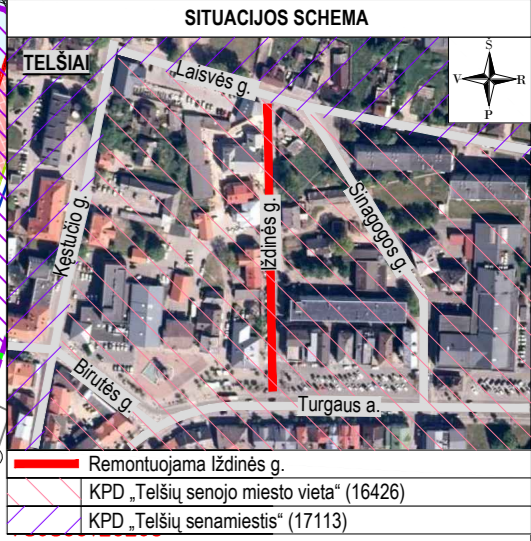 SITUACIJOS SCHEMA
TELŠIAI
Š
V
R
P
Laisvės g.
Kęstučio g.
Iždinės g.
Sinagogos g.
Birutės g.
Turgaus a.
Remontuojama Iždinės g.
KPD „Telšių senojo miesto vieta“ (16426)
KPD „Telšių senamiestis“ (17113)